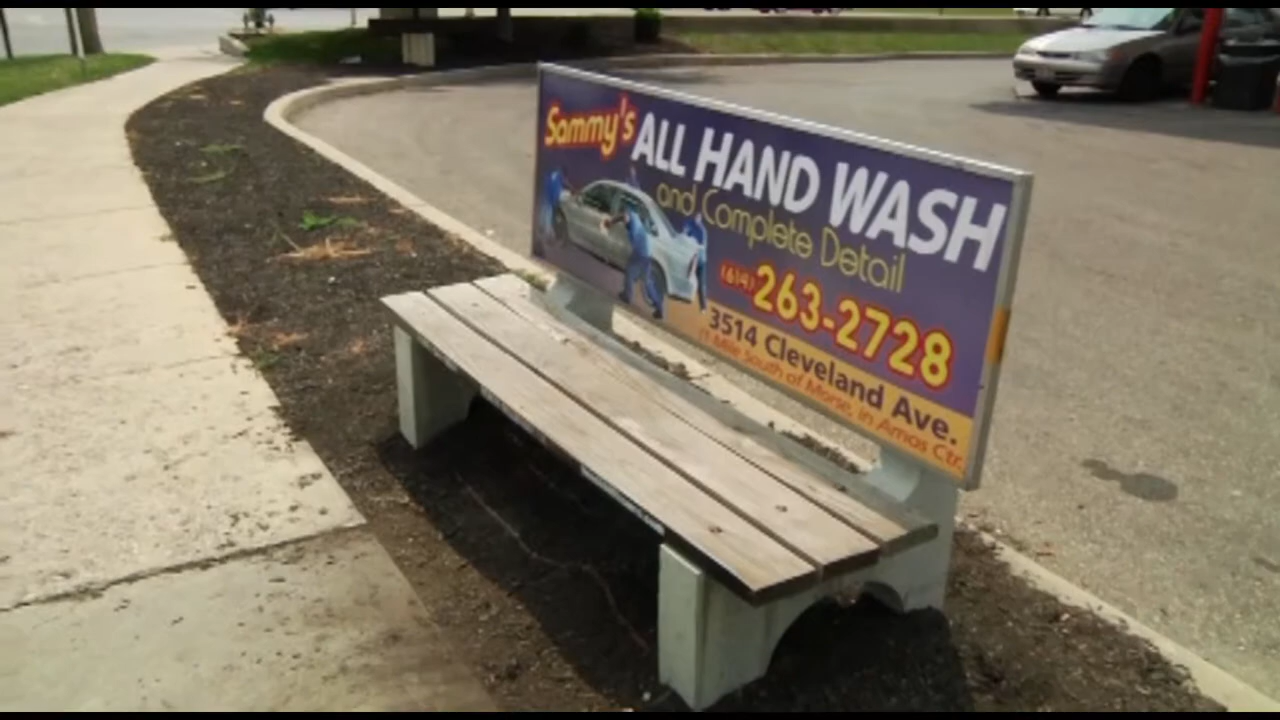 Sammy's ALL HAND WASH
and Complete Detail
(614) 263-2728
3514 Cleveland Ave.
(1 Mile South of Morse, in Amos Ctr.